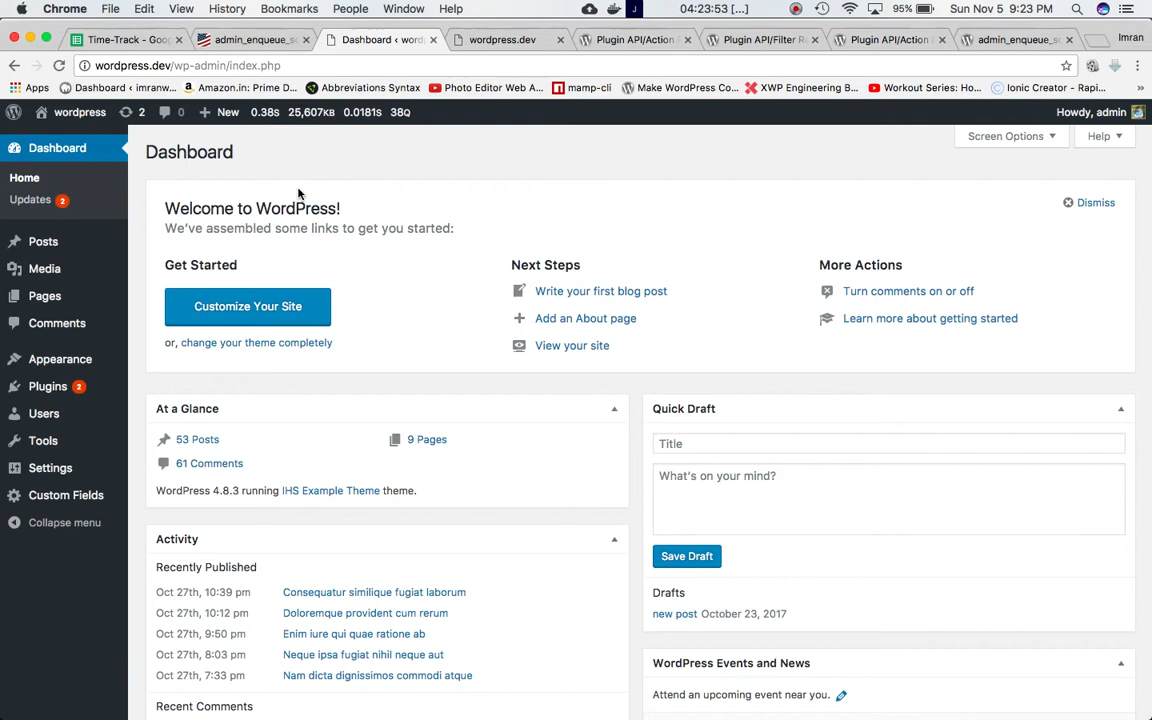 Chrome File Edit View History Bookmarks People Window Help 04:23:53 [...] J 95% Sun Nov 5 9:23 PM
Time-Track - Goo Dashboard ‹ word wordpress.dev Plugin API/Action Plugin API/Filter Re Plugin API/Action admin_enqueue_sc Imran
admin_enqueue_sc
wordpress.dev/wp-admin/index.php
Apps Dashboard ‹ imranw... Amazon.in: Prime D... Abbreviations Syntax Photo Editor Web A... mamp-cli Make WordPress Co... XWP Engineering B... Workout Series: Ho... Ionic Creator - Rapi... »
wordpress 2 0 New 0.38s 25,607KB 0.0181s 38Q Howdy, admin
Dashboard
Home
Updates 2
Posts
Media
Pages
Comments
Appearance
Plugins 2
Users
Tools
Settings
Custom Fields
Collapse menu
Screen Options Help
Dashboard
Welcome to WordPress!
Dismiss
We've assembled some links to get you started:
Get Started
Customize Your Site
or, change your theme completely
Next Steps
Write your first blog post
Add an About page
View your site
More Actions
Turn comments on or off
Learn more about getting started
At a Glance
53 Posts 9 Pages
61 Comments
WordPress 4.8.3 running IHS Example Theme theme.
Activity
Recently Published
Oct 27th, 10:39 pm Consequatur similique fugiat laborum
Oct 27th, 10:12 pm Doloremque provident cum rerum
Oct 27th, 9:50 pm Enim iure qui quae ratione ab
Oct 27th, 8:03 pm Neque ipsa fugiat nihil neque aut
Oct 27th, 7:33 pm Nam dicta dignissimos commodi atque
Recent Comments
Quick Draft
Title
What's on your mind?
Save Draft
Drafts
new post October 23, 2017
WordPress Events and News
Attend an upcoming event near you.